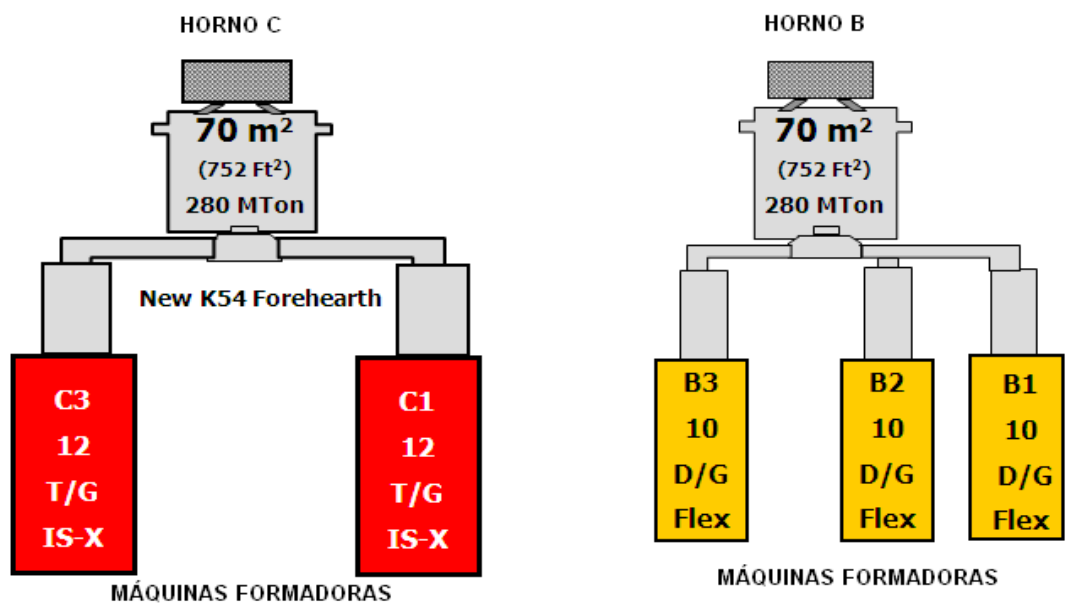 HORNO C
70 m²
(752 Ft²)
280 MTon
New K54 Forehearth
C3
12
T/G
IS-X
C1
12
T/G
IS-X
MÁQUINAS FORMADORAS
HORNO B
70 m²
(752 Ft²)
280 MTon
B3
10
D/G
Flex
B2
10
D/G
Flex
B1
10
D/G
Flex
MÁQUINAS FORMADORAS